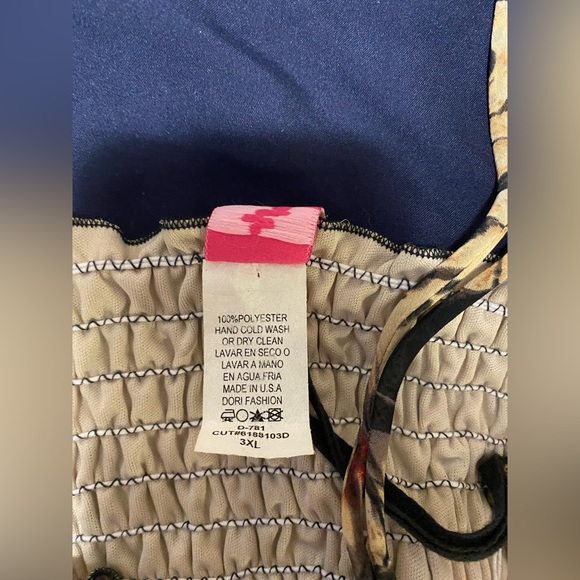 100%POLYESTER
HAND COLD WASH
OR DRY CLEAN
LAVAR EN SECO O
LAVAR A MANO
EN AGUA FRIA
MADE IN U.S.A
DORI FASHION
D-781
CUT#6188103D
3XL